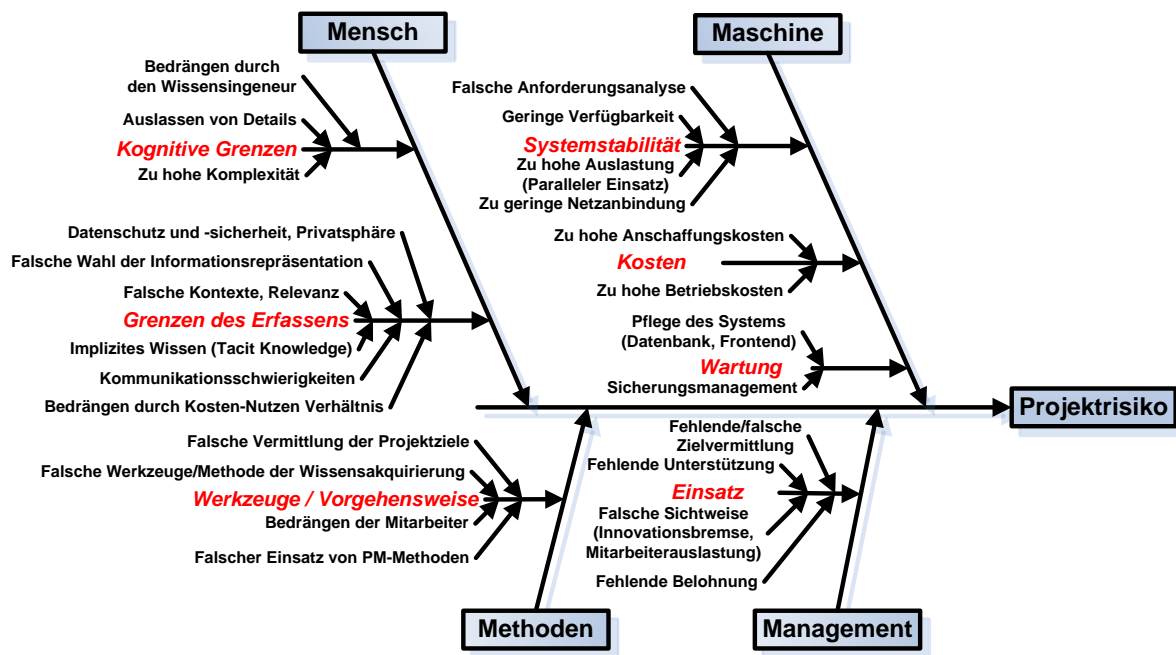 Mensch
Bedrängen durch
den Wissensingeneur
Auslassen von Details
Kognitive Grenzen
Zu hohe Komplexität
Datenschutz und -sicherheit, Privatsphäre
Falsche Wahl der Informationsrepräsentation
Falsche Kontexte, Relevanz
Grenzen des Erfassens
Implizites Wissen (Tacit Knowledge)
Kommunikationsschwierigkeiten
Bedrängen durch Kosten-Nutzen Verhältnis
Maschine
Falsche Anforderungsanalyse
Geringe Verfügbarkeit
Systemstabilität
Zu hohe Auslastung
(Paralleler Einsatz)
Zu geringe Netzanbindung
Zu hohe Anschaffungskosten
Kosten
Zu hohe Betriebskosten
Pflege des Systems
(Datenbank, Frontend)
Wartung
Sicherungsmanagement
Projektrisiko
Falsche Vermittlung der Projektziele
Falsche Werkzeuge/Methode der Wissensakquirierung
Werkzeuge / Vorgehensweise
Bedrängen der Mitarbeiter
Falscher Einsatz von PM-Methoden
Methoden
Fehlende/falsche
Zielvermittlung
Fehlende Unterstützung
Einsatz
Falsche Sichtweise
(Innovationsbremse,
Mitarbeiterauslastung)
Fehlende Belohnung
Management